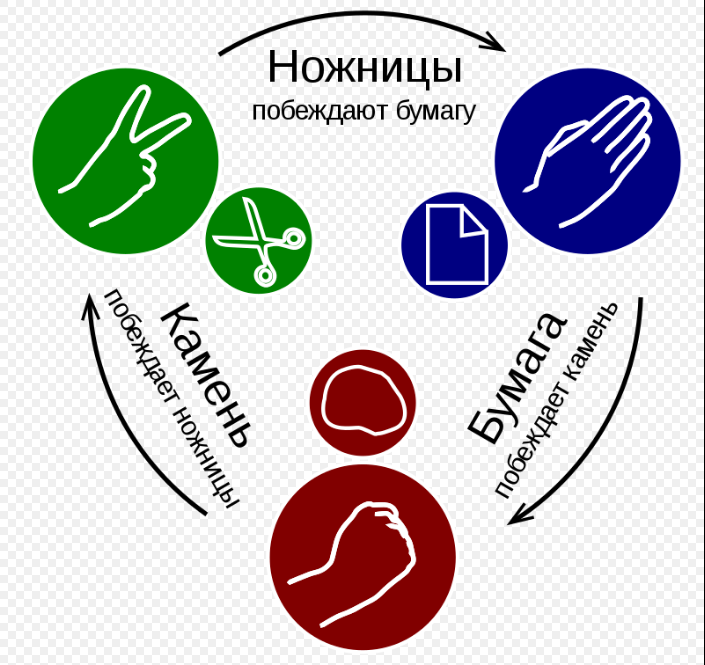 Ножницы
побеждают бумагу
Камень
побеждает ножницы
Бумага
побеждает камень